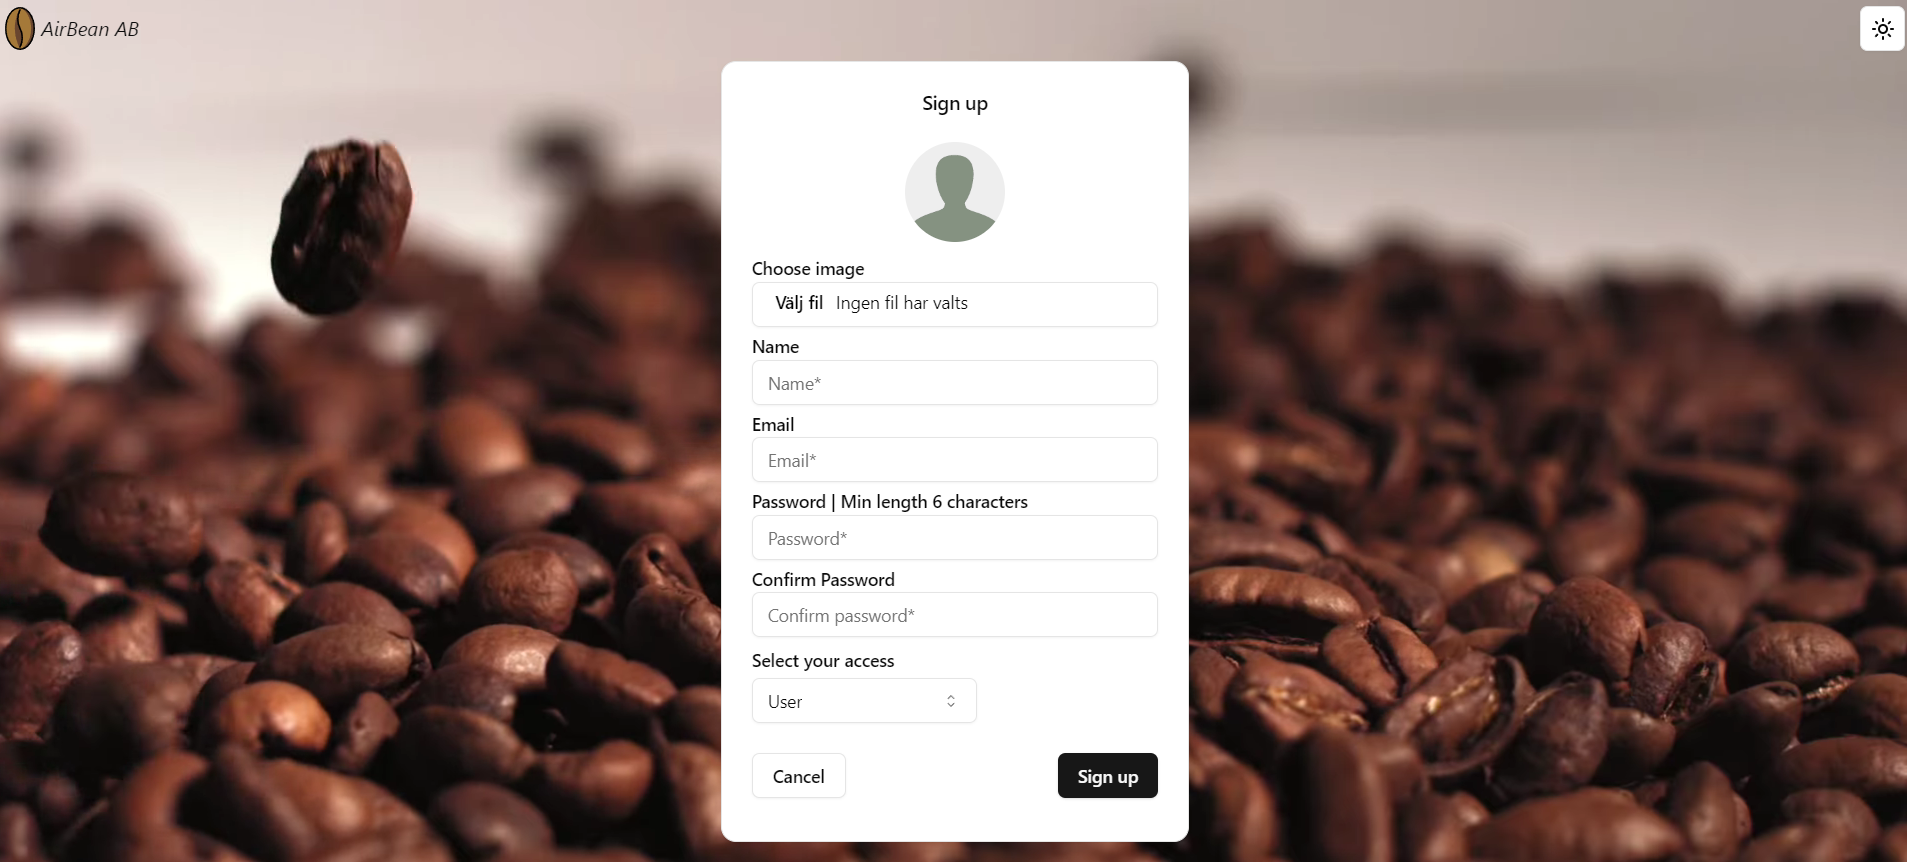 AirBean AB
Sign up
Choose image
Välj fil Ingen fil har valts
Name
Name*
Email
Email*
Password | Min length 6 characters
Password*
Confirm Password
Confirm password*
Select your access
User
Cancel
Sign up